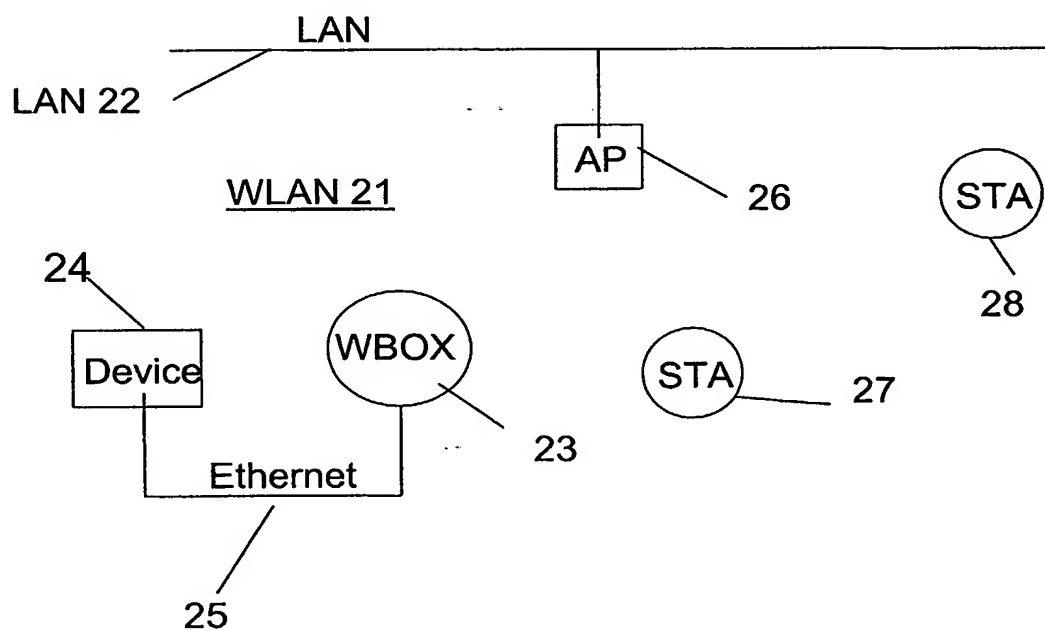 LAN
LAN 22
AP
26
STA
28
WLAN 21
24
Device
WBOX
23
STA
27
Ethernet
25